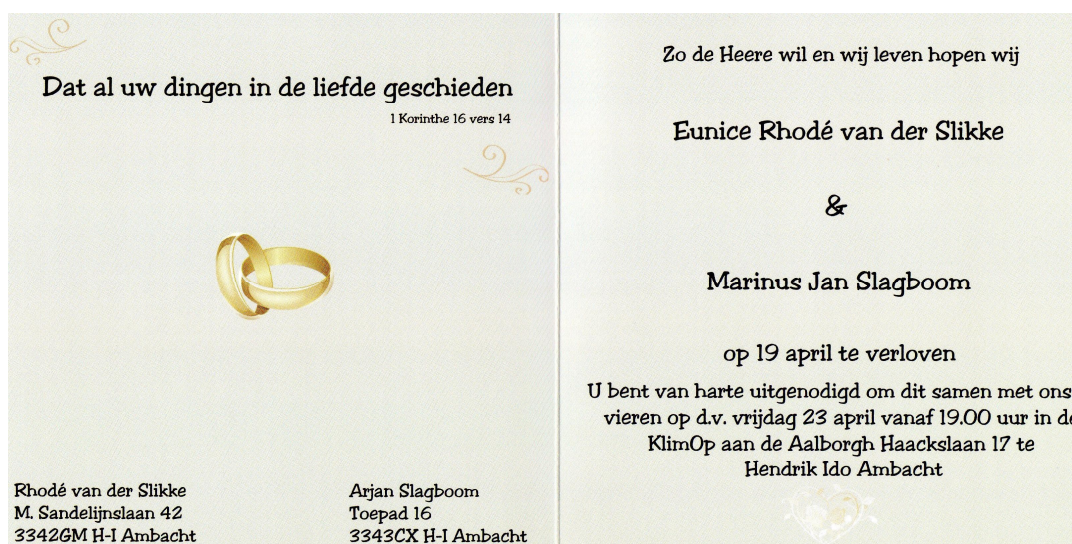 Dat al uw dingen in de liefde geschieden
1 Korinthe 16 vers 14
Rhodé van der Slikke
M. Sandelijnslaan 42
3342GM H-I Ambacht
Arjan Slagboom
Toepad 16
3343CX H-I Ambacht
Zo de Heere wil en wij leven hopen wij
Eunice Rhodé van der Slikke
&
Marinus Jan Slagboom
op 19 april te verloven
U bent van harte uitgenodigd om dit samen met ons
vieren op d.v. vrijdag 23 april vanaf 19.00 uur in
KlimOp aan de Aalborgh Haackslaan 17 te
Hendrik Ido Ambacht